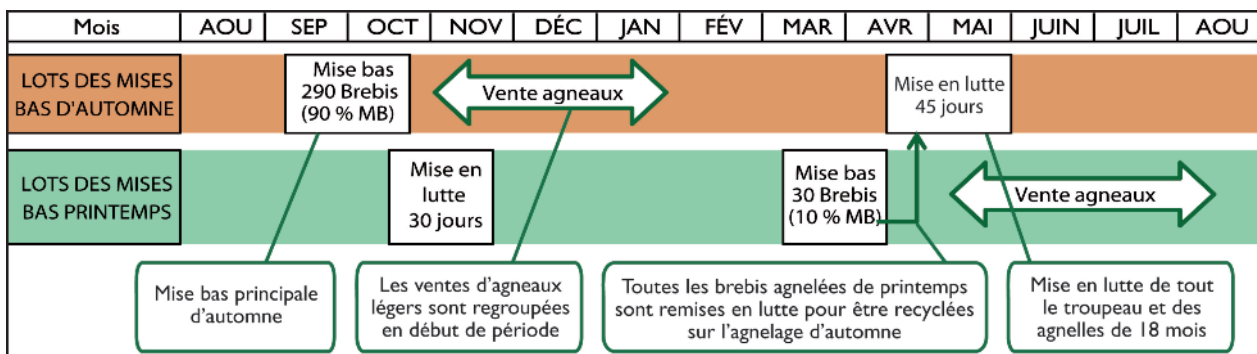 Mois AOU SEP OCT NOV DÉC JAN FÉV MAR AVR MAI JUIN JUIL AOU
LOTS DES MISES
BAS D'AUTOMNE
Mise bas
290 Brebis
(90 % MB)
Vente agneaux
Mise en lutte
45 jours
LOTS DES MISES
BAS PRINTEMPS
Mise en
lutte
30 jours
Mise bas
30 Brebis
(10 % MB)
Vente agneaux
Mise bas principale
d'automne
Les ventes d'agneaux
légers sont regroupées
en début de période
Toutes les brebis agnelées de printemps
sont remises en lutte pour être recyclées
sur l'agnelage d'automne
Mise en lutte de tout
le troupeau et des
agnelles de 18 mois